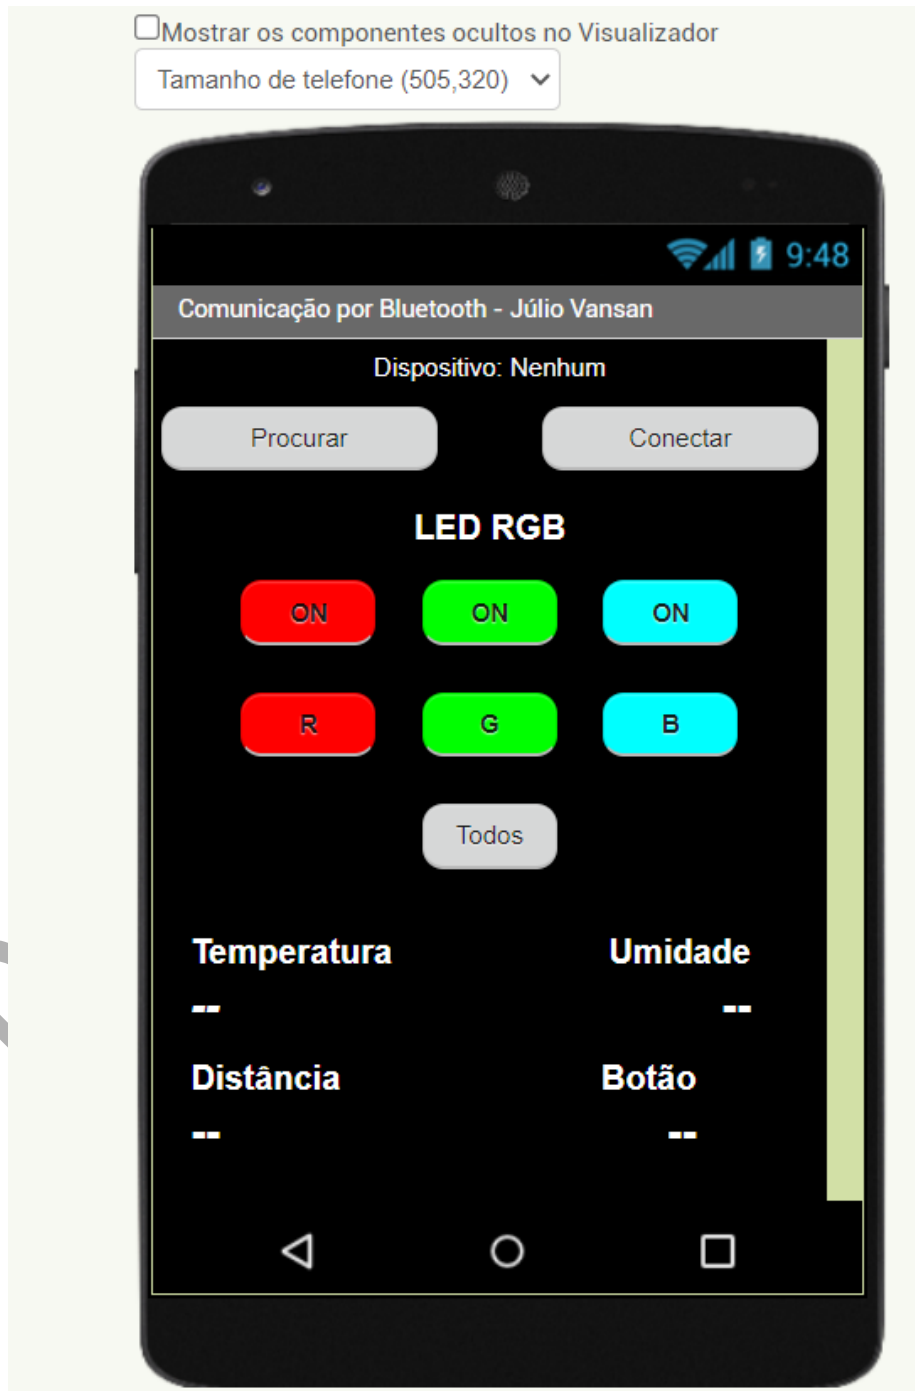 Mostrar os componentes ocultos no Visualizador
Tamanho de telefone (505,320)
9:48
Comunicação por Bluetooth - Júlio Vansan
Dispositivo: Nenhum
Procurar Conectar
LED RGB
ON ON ON
R G B
Todos
Temperatura Umidade
-- --
Distância Botão
-- --